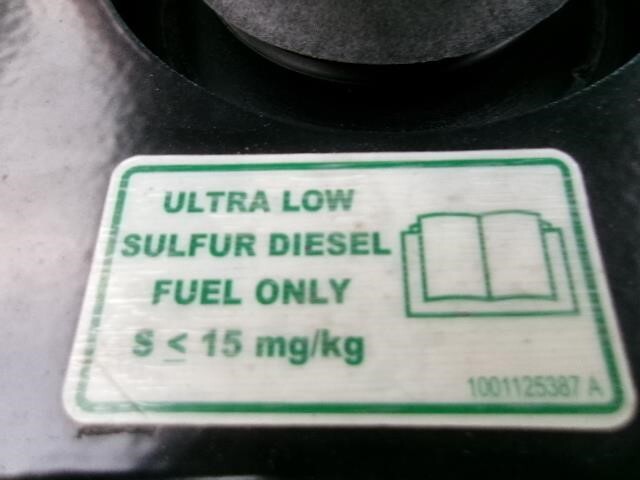 ULTRA LOW
SULFUR DIESEL
FUEL ONLY
S ≤ 15 mg/kg
1001125387 A